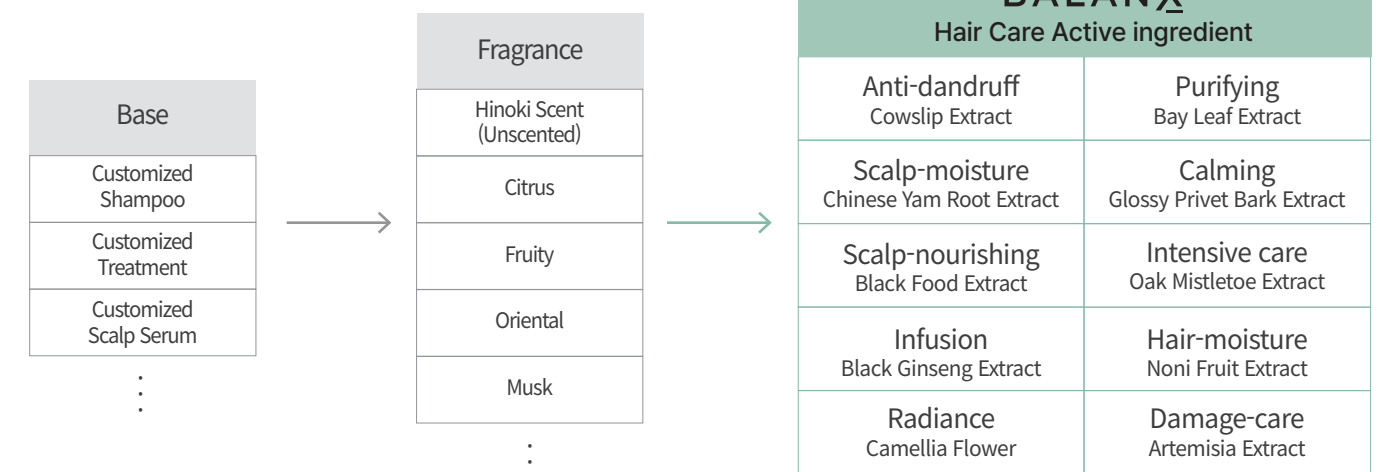 Base
Customized
Shampoo
Customized
Treatment
Customized
Scalp Serum
Fragrance
Hinoki Scent
(Unscented)
Citrus
Fruity
Oriental
Musk
Hair Care Active ingredient
Anti-dandruff
Cowslip Extract
Purifying
Bay Leaf Extract
Scalp-moisture
Chinese Yam Root Extract
Calming
Glossy Privet Bark Extract
Scalp-nourishing
Black Food Extract
Intensive care
Oak Mistletoe Extract
Infusion
Black Ginseng Extract
Hair-moisture
Noni Fruit Extract
Radiance
Camellia Flower
Damage-care
Artemisia Extract